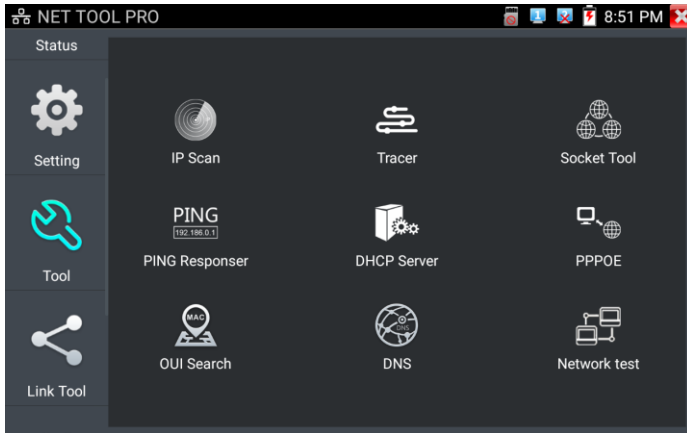 NET TOOL PRO
8:51 PM
Status
Setting
Tool
Link Tool
IP Scan
Tracer
Socket Tool
PING
192.186.0.1
PING Responser
DHCP Server
PPPOE
MAC
OUI Search
DNS
DNS
Network test